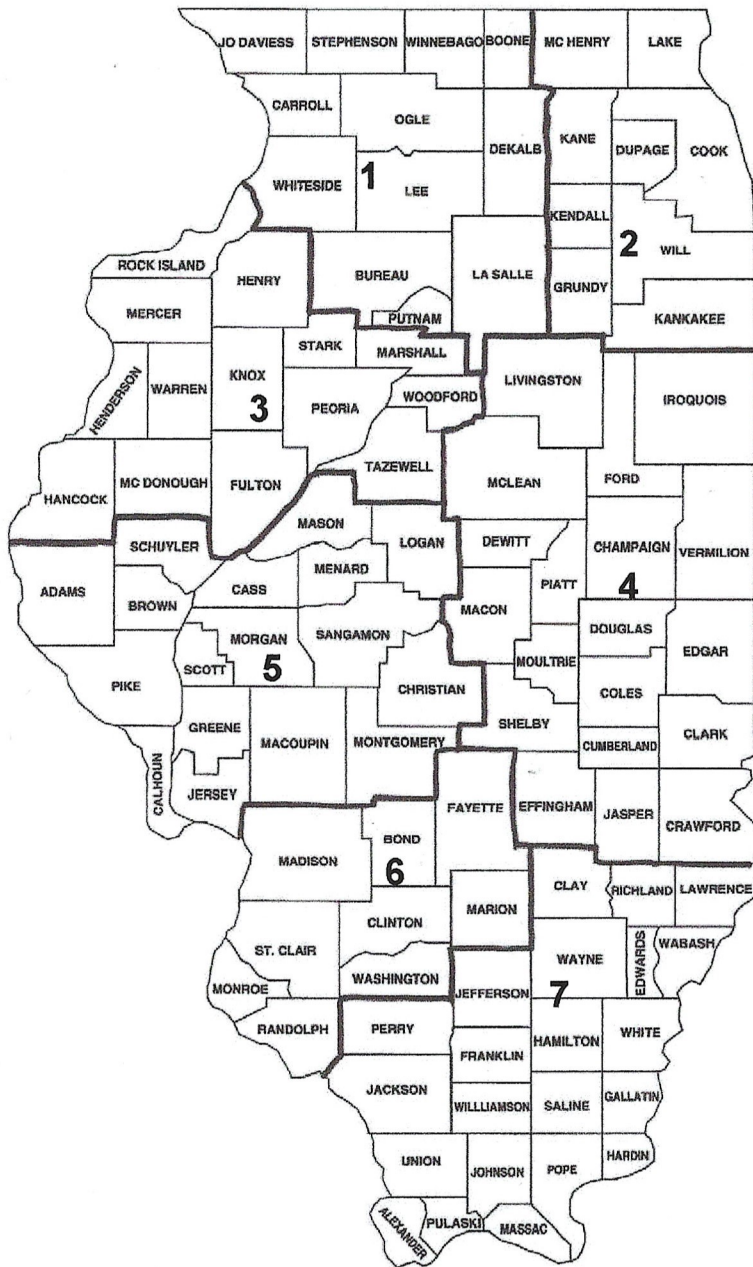 JO DAVIESS STEPHENSON WINNEBAGO BOONE MC HENRY LAKE
CARROLL OGLE DEKALB KANE DUPAGE COOK
WHITESIDE 1 LEE KENDALL 2
ROCK ISLAND HENRY BUREAU LA SALLE GRUNDY WILL
MERCER PUTNAM KANKAKEE
STARK MARSHALL
HENDERSON WARREN KNOX 3 PEORIA WOODFORD LIVINGSTON IROQUOIS
HANCOCK MC DONOUGH FULTON TAZEWELL MCLEAN FORD
MASON LOGAN DEWITT CHAMPAIGN VERMILION
SCHUYLER MENARD PIATT 4
ADAMS BROWN CASS MACON
MORGAN SANGAMON DOUGLAS EDGAR
PIKE SCOTT 5 CHRISTIAN MOULTRIE COLES
GREENE MACOUPIN MONTGOMERY SHELBY CUMBERLAND CLARK
CALHOUN JERSEY
FAYETTE EFFINGHAM JASPER CRAWFORD
MADISON BOND
6 CLAY RICHLAND LAWRENCE
CLINTON MARION
ST. CLAIR WAYNE EDWARDS WABASH
MONROE WASHINGTON JEFFERSON 7
RANDOLPH PERRY FRANKLIN HAMILTON WHITE
JACKSON WILLLIAMSON SALINE GALLATIN
UNION JOHNSON POPE HARDIN
ALEXANDER PULASKI MASSAC